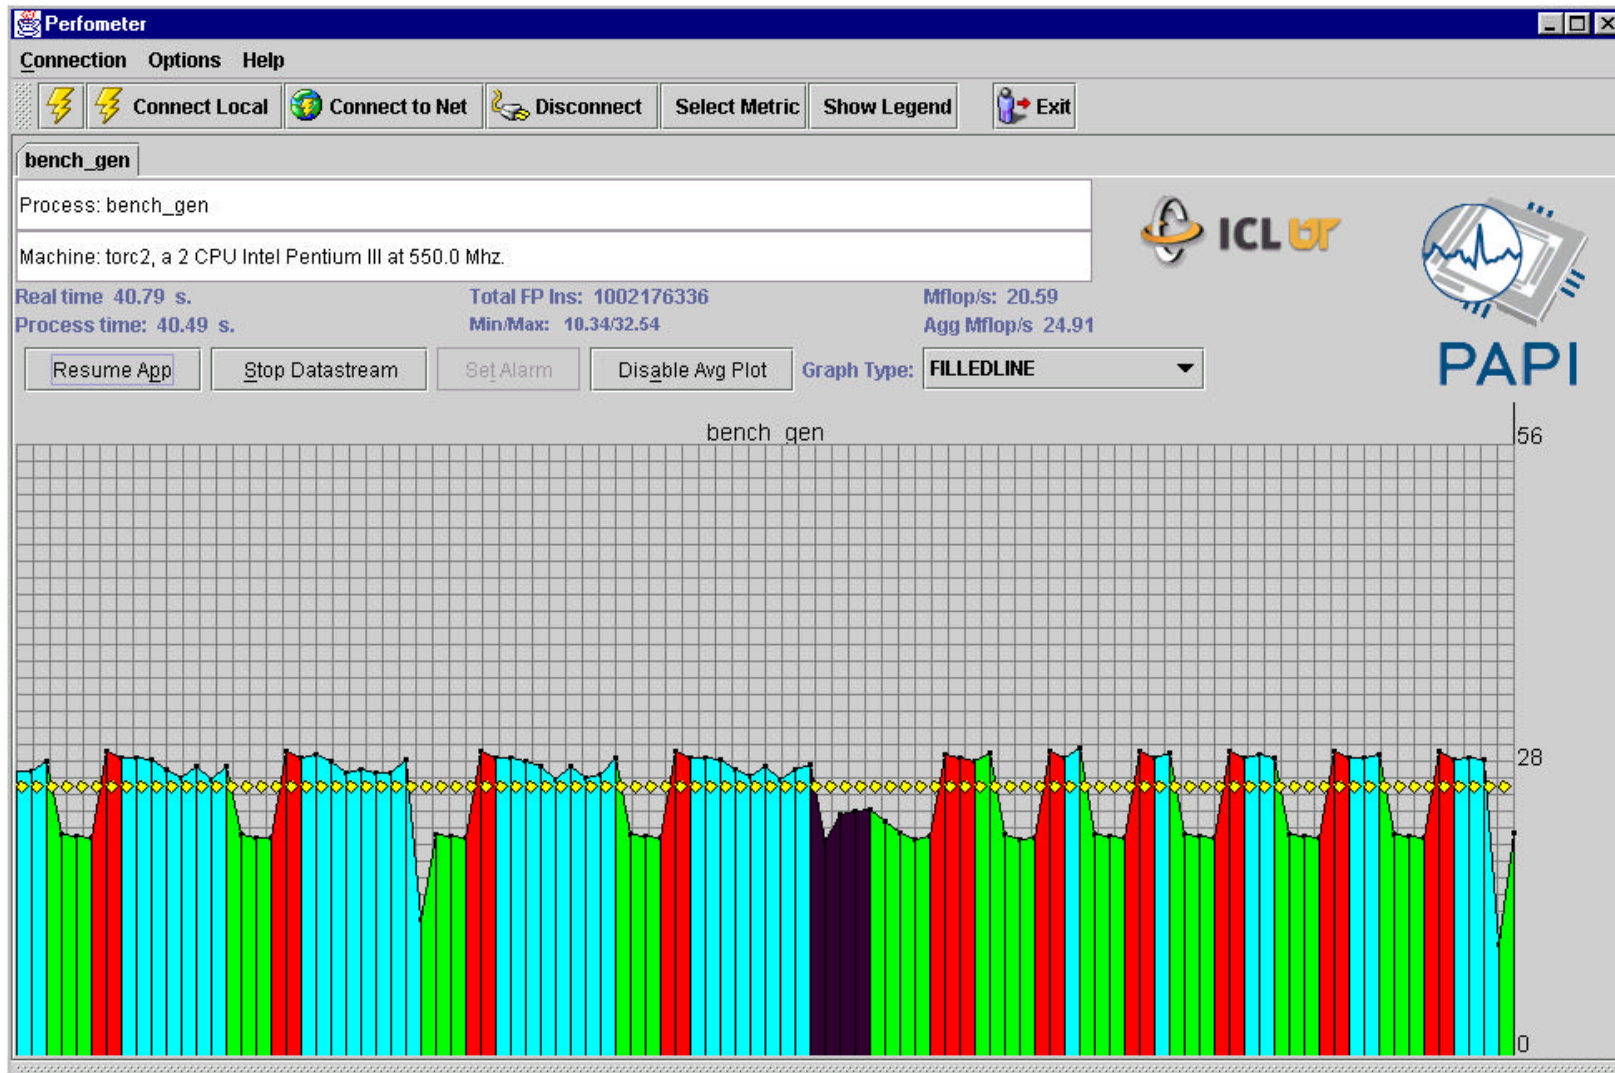 Perfometer
Connection Options Help
Connect Local Connect to Net Disconnect Select Metric Show Legend Exit
bench_gen
Process: bench_gen
Machine: torc2, a 2 CPU Intel Pentium III at 550.0 Mhz.
ICL UT
Real time 40.79 s. Total FP Ins: 1002176336 Mflop/s: 20.59
Process time: 40.49 s. Min/Max: 10.34/32.54 Agg Mflop/s 24.91
PAPI
Resume App Stop Datastream Set Alarm Disable Avg Plot Graph Type: FILLEDLINE
bench_gen
56
28
0